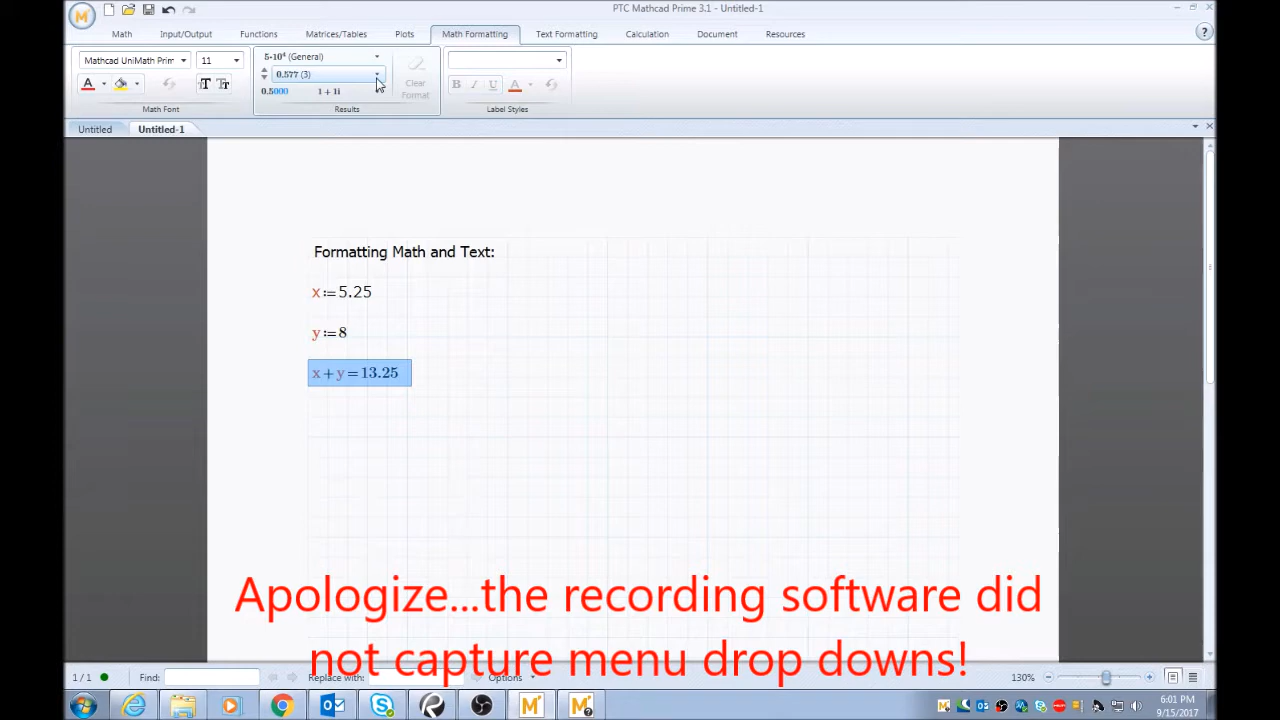 PTC Mathcad Prime 3.1 - Untitled-1
Math Input/Output Functions Matrices/Tables Plots Math Formatting Text Formatting Calculation Document Resources
Mathcad UniMath Prim 11 5·10⁴ (General)
0.577 (3)
0.5000 1 + 1i
Clear Format
B I U A
Math Font Results Label Styles
Untitled Untitled-1
Formatting Math and Text:
x:=5.25
y:=8
x+y=13.25
Apologize...the recording software did
not capture menu drop downs!
1 / 1 Find: Replace with: Options 130%
6:01 PM
9/15/2017